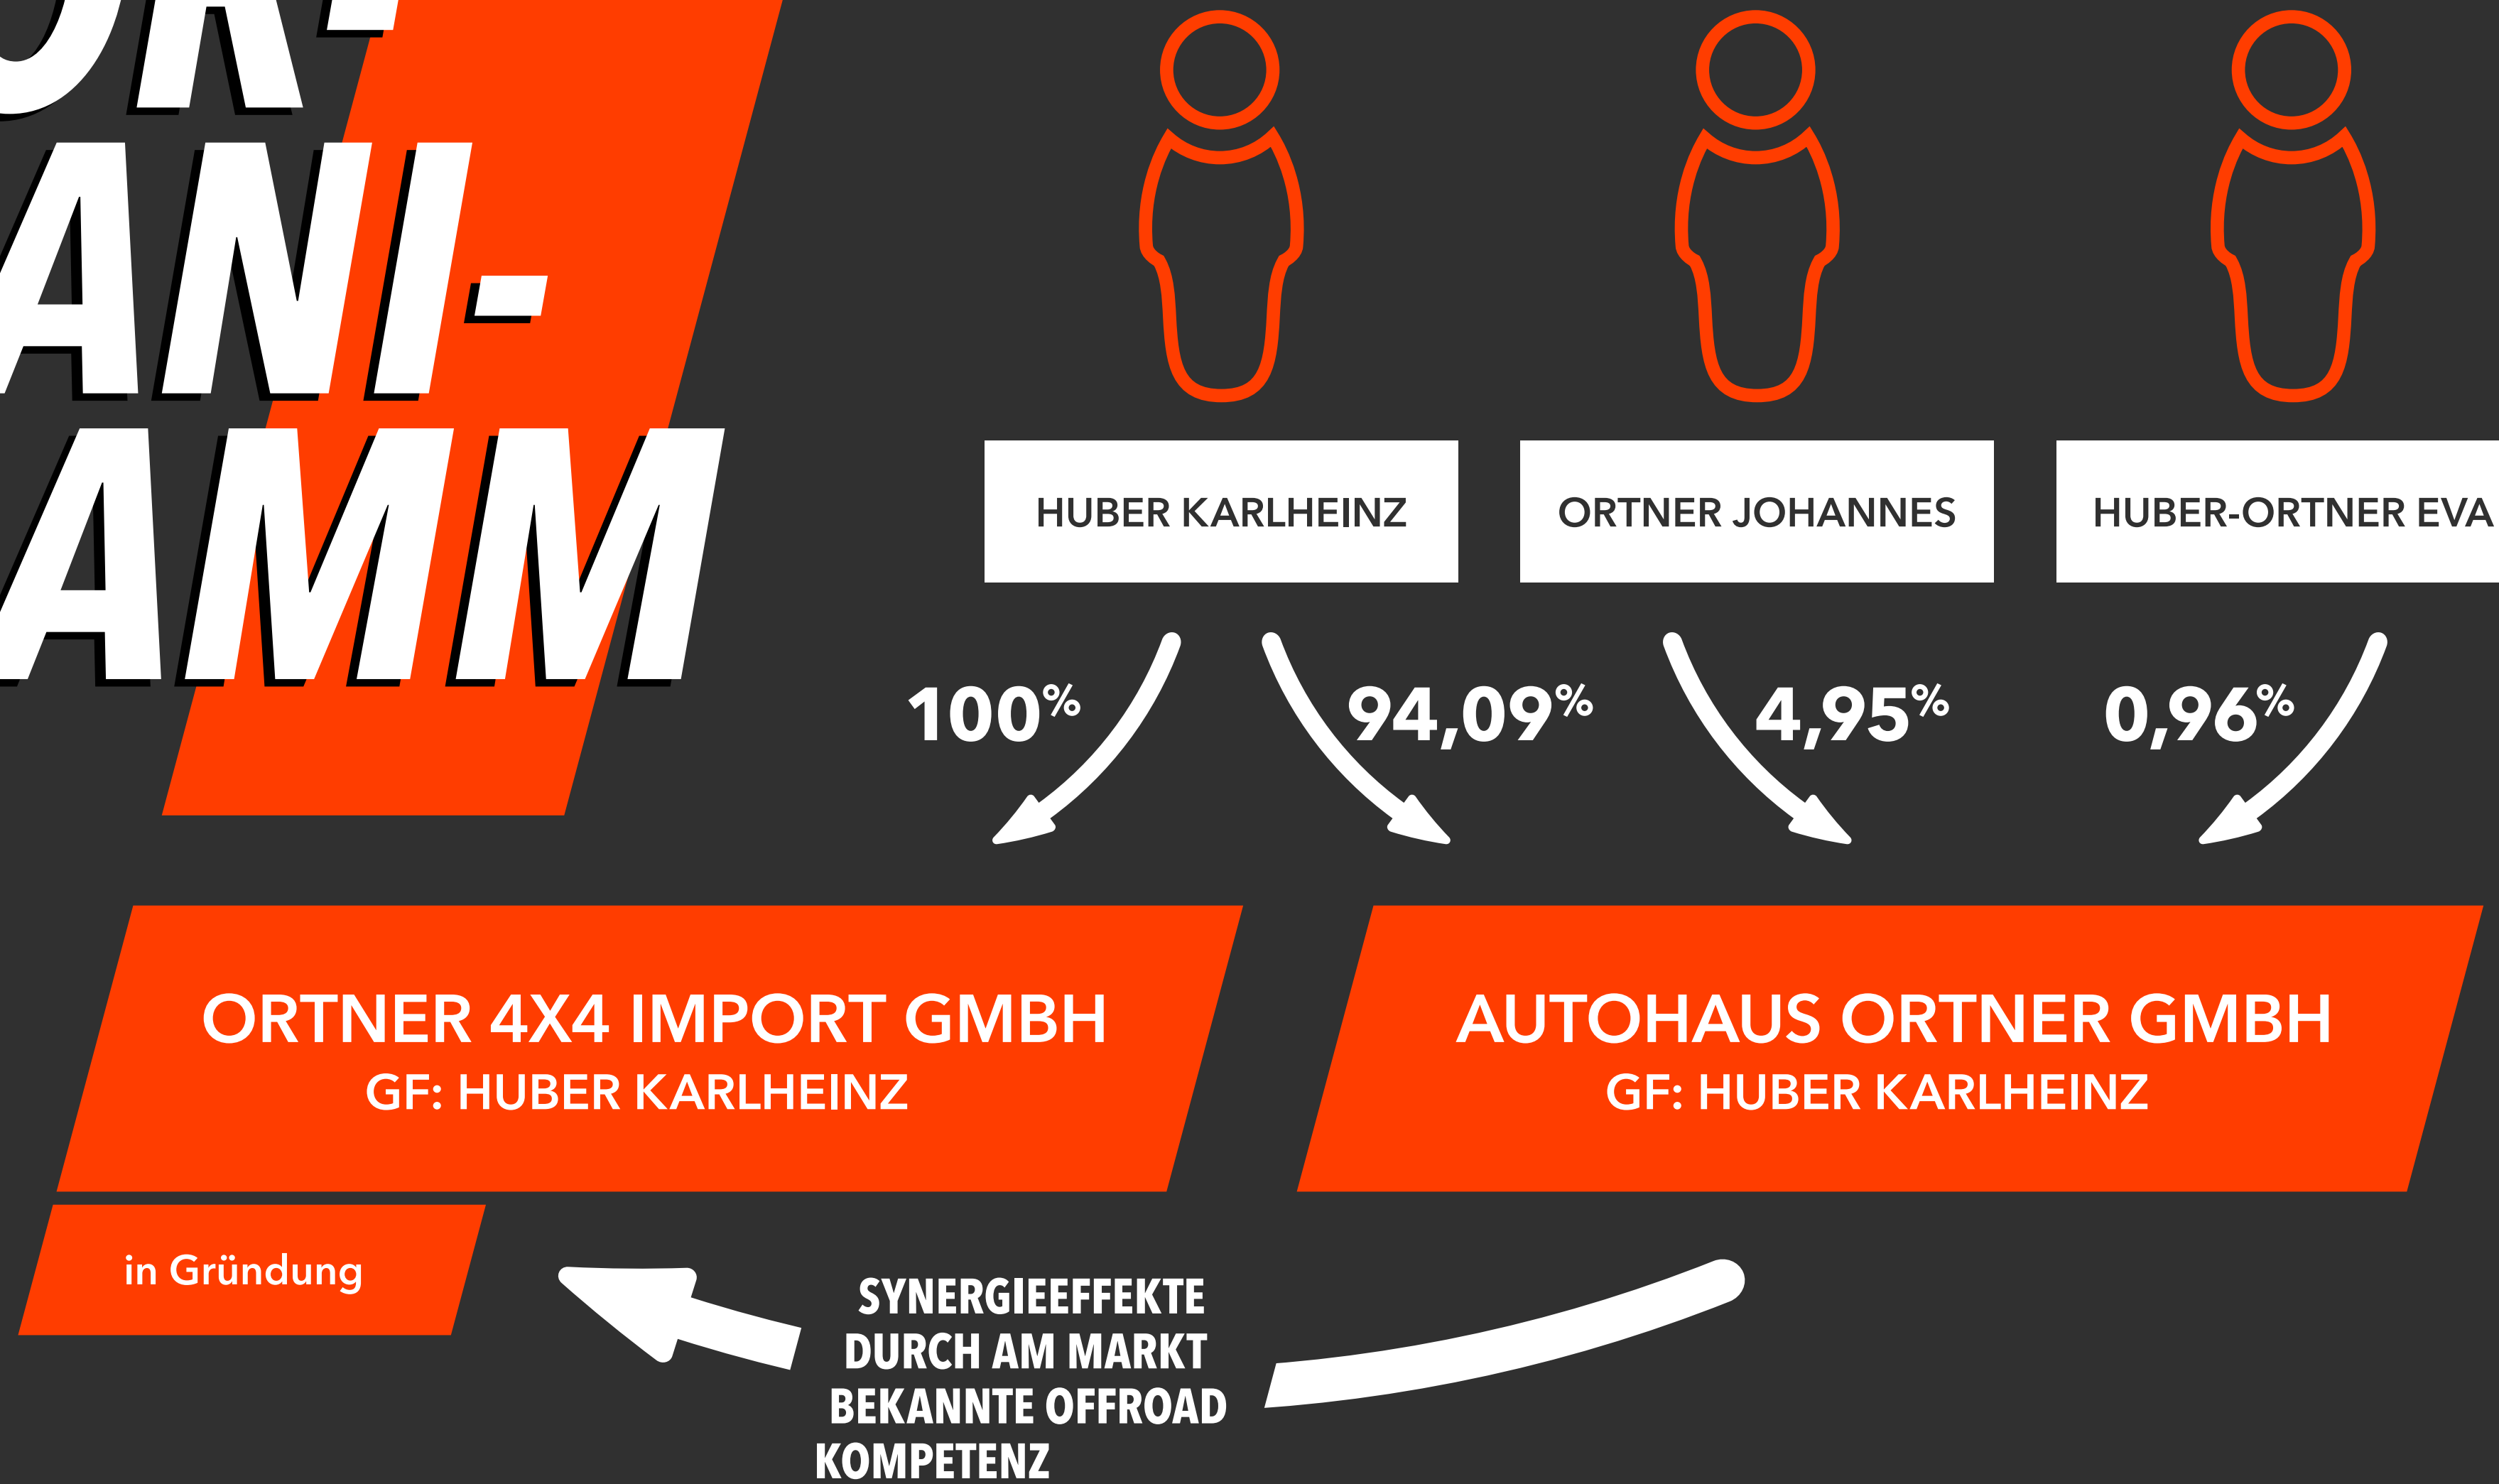 ANI-
AMM
HUBER KARLHEINZ
ORTNER JOHANNES
HUBER-ORTNER EVA
100%
94,09%
4,95%
0,96%
ORTNER 4X4 IMPORT GMBH
GF: HUBER KARLHEINZ
AUTOHAUS ORTNER GMBH
GF: HUBER KARLHEINZ
in Gründung
SYNERGIEEFFEKTE
DURCH AM MARKT
BEKANNTE OFFROAD
KOMPETENZ